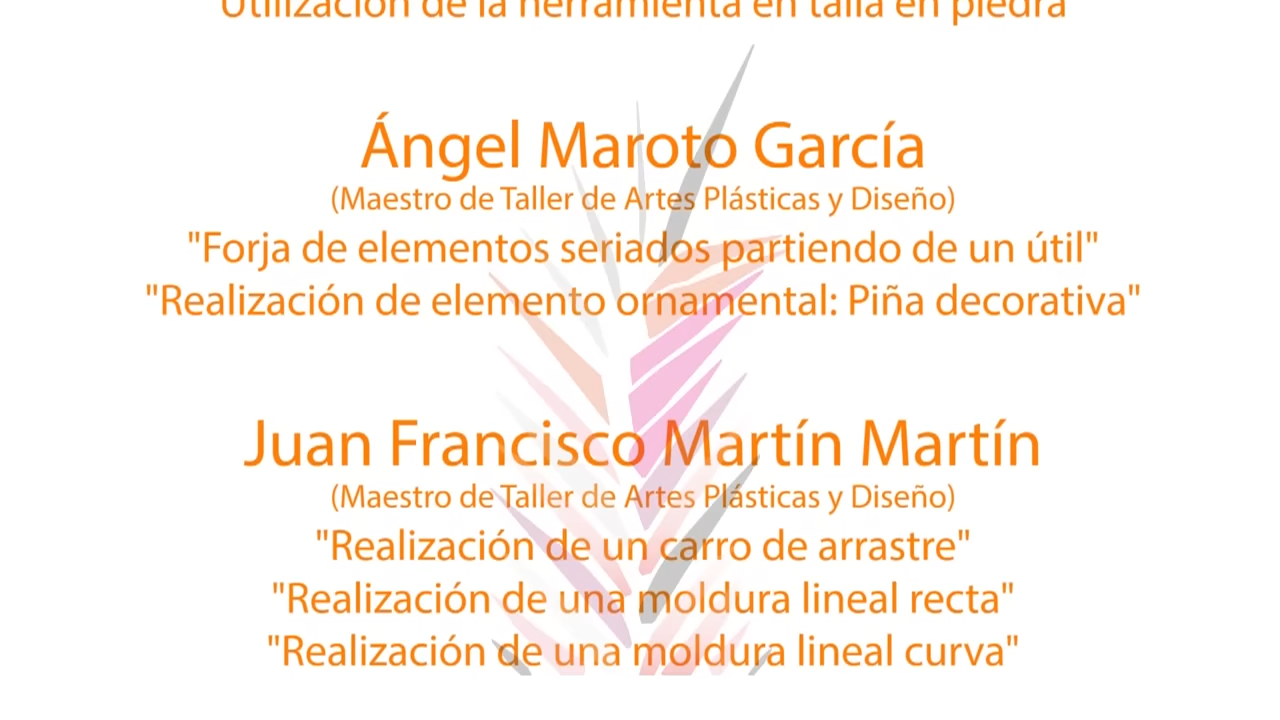 Utilización de la herramienta en talla en piedra
Ángel Maroto García
(Maestro de Taller de Artes Plásticas y Diseño)
"Forja de elementos seriados partiendo de un útil"
"Realización de elemento ornamental: Piña decorativa"
Juan Francisco Martín Martín
(Maestro de Taller de Artes Plásticas y Diseño)
"Realización de un carro de arrastre"
"Realización de una moldura lineal recta"
"Realización de una moldura lineal curva"